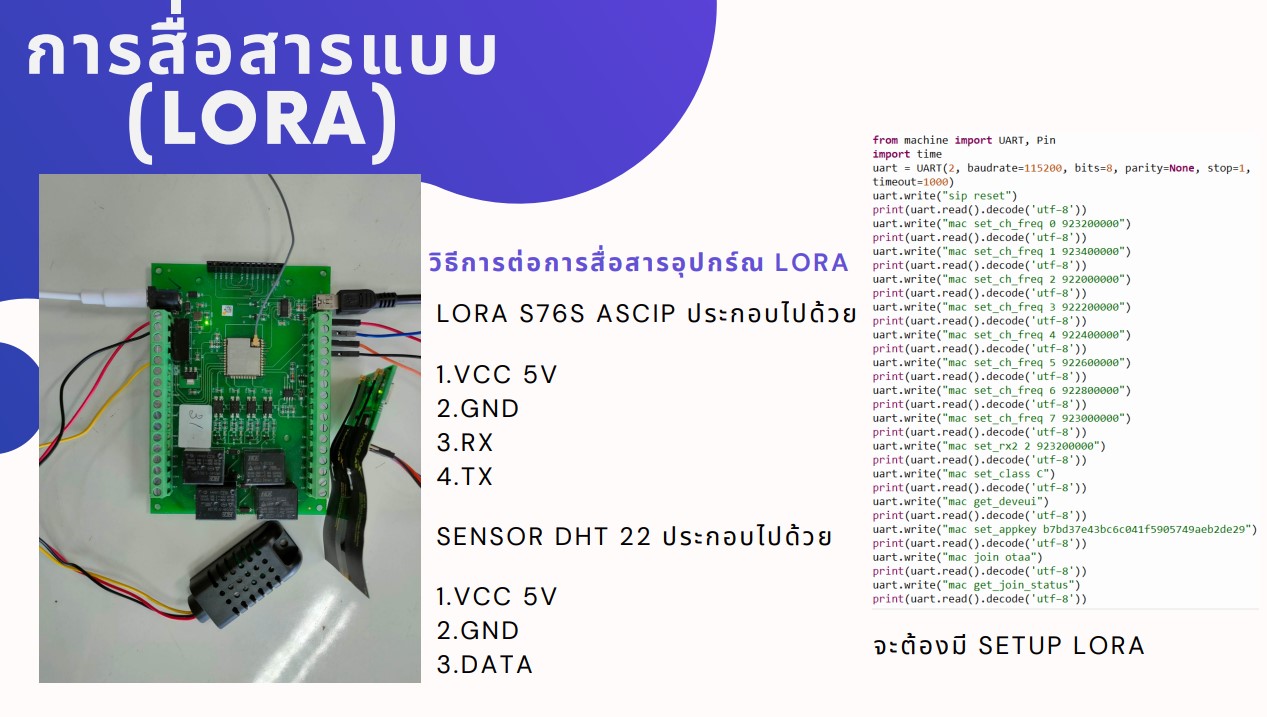 การสื่อสารแบบ
(LORA)
วิธีการต่อการสื่อสารอุปกร์ณ LORA
LORA S76S ASCIP ประกอบไปด้วย
1.VCC 5V
2.GND
3.RX
4.TX
SENSOR DHT 22 ประกอบไปด้วย
1.VCC 5V
2.GND
3.DATA
from machine import UART, Pin
import time
uart = UART(2, baudrate=115200, bits=8, parity=None, stop=1,
timeout=1000)
uart.write("sip reset")
print(uart.read().decode('utf-8'))
uart.write("mac set_ch_freq 0 923200000")
print(uart.read().decode('utf-8'))
uart.write("mac set_ch_freq 1 923400000")
print(uart.read().decode('utf-8'))
uart.write("mac set_ch_freq 2 922000000")
print(uart.read().decode('utf-8'))
uart.write("mac set_ch_freq 3 922200000")
print(uart.read().decode('utf-8'))
uart.write("mac set_ch_freq 4 922400000")
print(uart.read().decode('utf-8'))
uart.write("mac set_ch_freq 5 922600000")
print(uart.read().decode('utf-8'))
uart.write("mac set_ch_freq 6 922800000")
print(uart.read().decode('utf-8'))
uart.write("mac set_ch_freq 7 923000000")
print(uart.read().decode('utf-8'))
uart.write("mac set_rx2 2 923200000")
print(uart.read().decode('utf-8'))
uart.write("mac set_class C")
print(uart.read().decode('utf-8'))
uart.write("mac get_deveui")
print(uart.read().decode('utf-8'))
uart.write("mac set_appkey b7bd37e43bc6c041f5905749aeb2de29")
print(uart.read().decode('utf-8'))
uart.write("mac join otaa")
print(uart.read().decode('utf-8'))
uart.write("mac get_join_status")
print(uart.read().decode('utf-8'))
จะต้องมี SETUP LORA